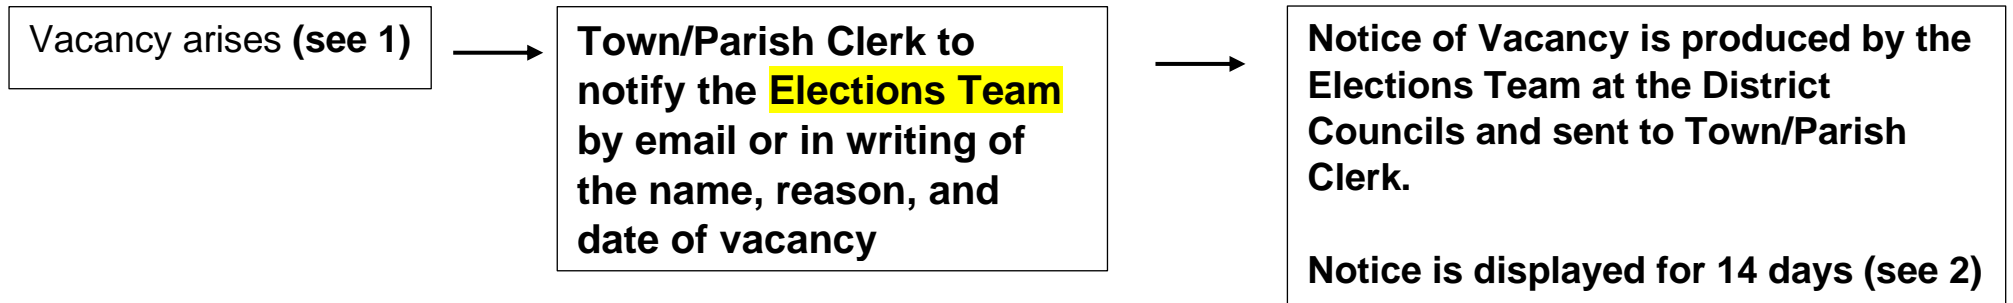 Vacancy arises (see 1)
Town/Parish Clerk to
notify the Elections Team
by email or in writing of
the name, reason, and
date of vacancy
Notice of Vacancy is produced by the
Elections Team at the District
Councils and sent to Town/Parish
Clerk.
Notice is displayed for 14 days (see 2)